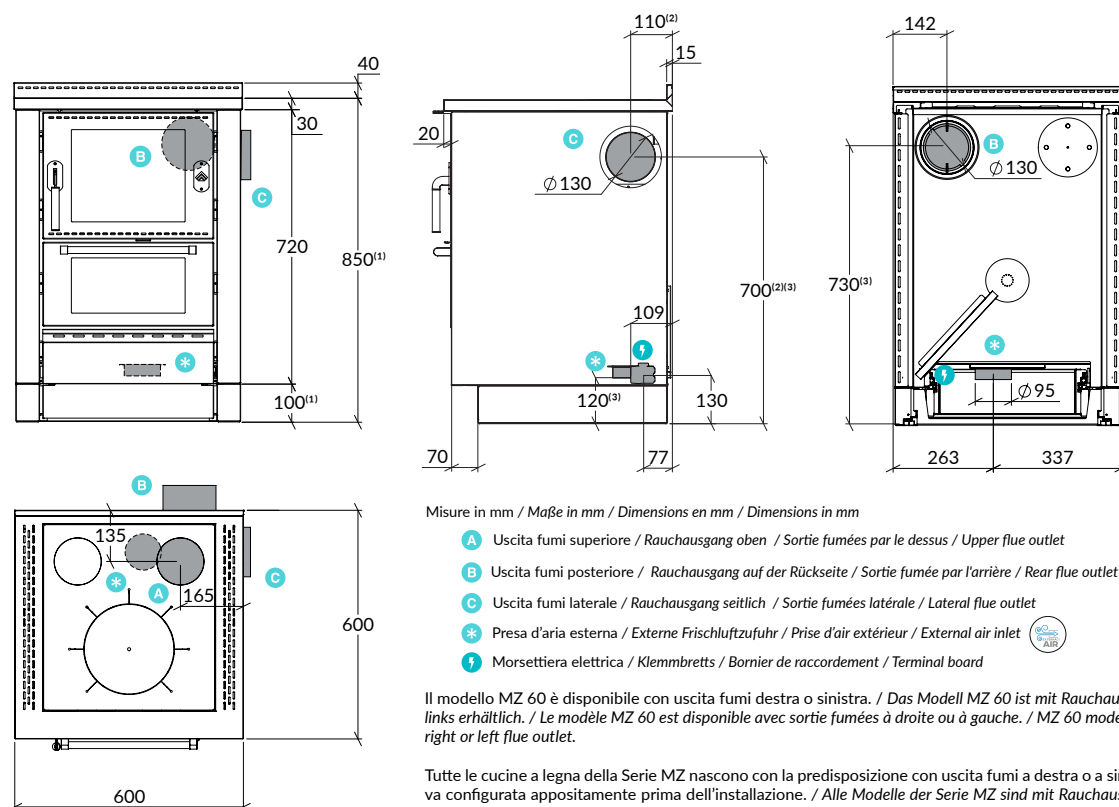 110(2)
142
15
40
30
20
B
C
C
B
Ø 130
Ø 130
720
850(1)
700(2)(3)
730(3)
109
100(1)
120(3)
130
Ø 95
70
77
263
337
B
135
A
165
C
600
600
Misure in mm / Maße in mm / Dimensions en mm / Dimensions in mm
A Uscita fumi superiore / Rauchausgang oben / Sortie fumées par le dessus / Upper flue outlet
B Uscita fumi posteriore / Rauchausgang auf der Rückseite / Sortie fumée par l'arrière / Rear flue outlet
C Uscita fumi laterale / Rauchausgang seitlich / Sortie fumées latérale / Lateral flue outlet
* Presa d'aria esterna / Externe Frischluftzufuhr / Prise d'air extérieur / External air inlet
AIR
Morsettiera elettrica / Klemmbretts / Bornier de raccordement / Terminal board
Il modello MZ 60 è disponibile con uscita fumi destra o sinistra. / Das Modell MZ 60 ist mit Rauchau
links erhältlich. / Le modèle MZ 60 est disponible avec sortie fumées à droite ou à gauche. / MZ 60 mode
right or left flue outlet.
Tutte le cucine a legna della Serie MZ nascono con la predisposizione con uscita fumi a destra o a sin
va configurata appositamente prima dell'installazione. / Alle Modelle der Serie MZ sind mit Rauchaus